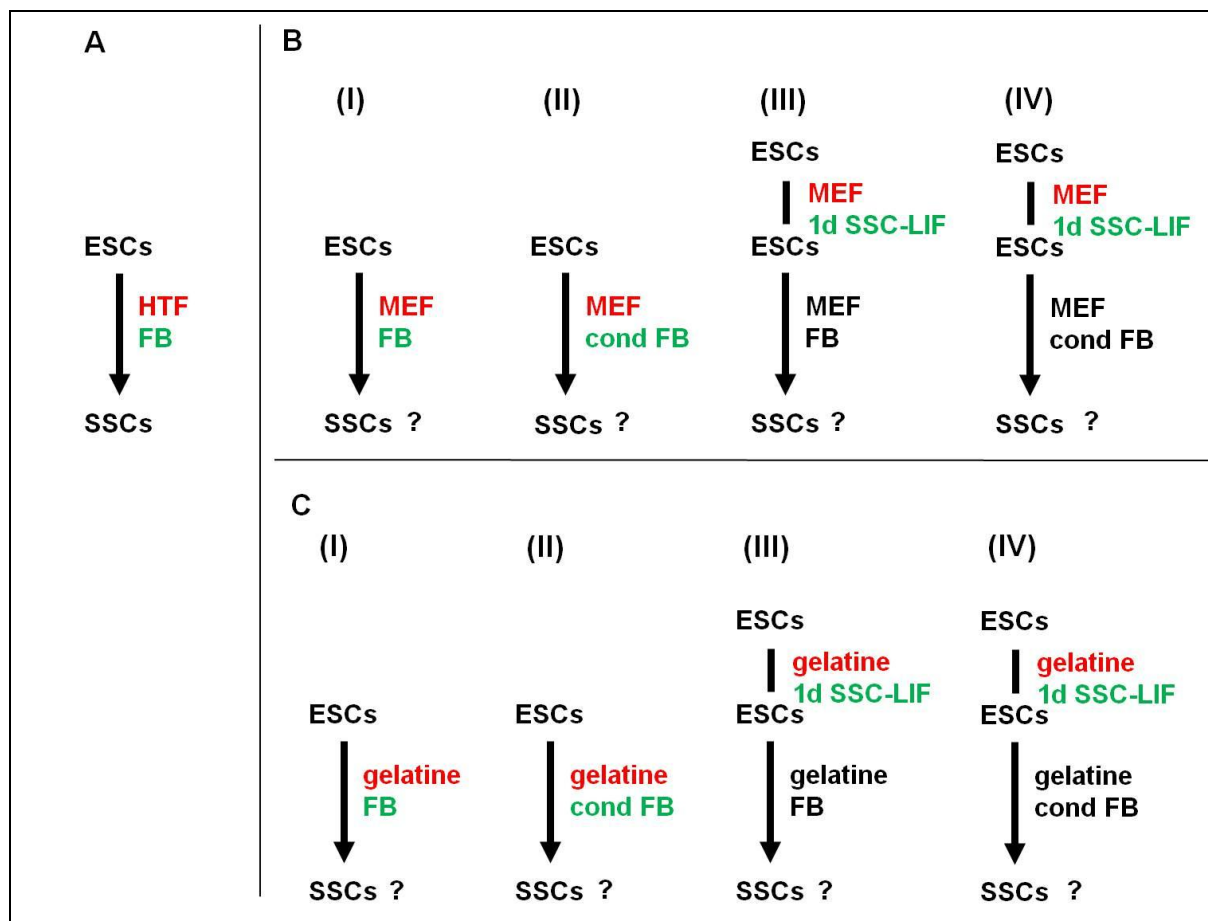 A
ESCs
HTF
FB
SSCs
B
(I)
ESCs
MEF
FB
SSCs ?
(II)
ESCs
MEF
cond FB
SSCs ?
(III)
ESCs
MEF
1d SSC-LIF
ESCs
MEF
FB
SSCs ?
(IV)
ESCs
MEF
1d SSC-LIF
ESCs
MEF
cond FB
SSCs ?
C
(I)
ESCs
gelatine
FB
SSCs ?
(II)
ESCs
gelatine
cond FB
SSCs ?
(III)
ESCs
gelatine
1d SSC-LIF
ESCs
gelatine
FB
SSCs ?
(IV)
ESCs
gelatine
1d SSC-LIF
ESCs
gelatine
cond FB
SSCs ?